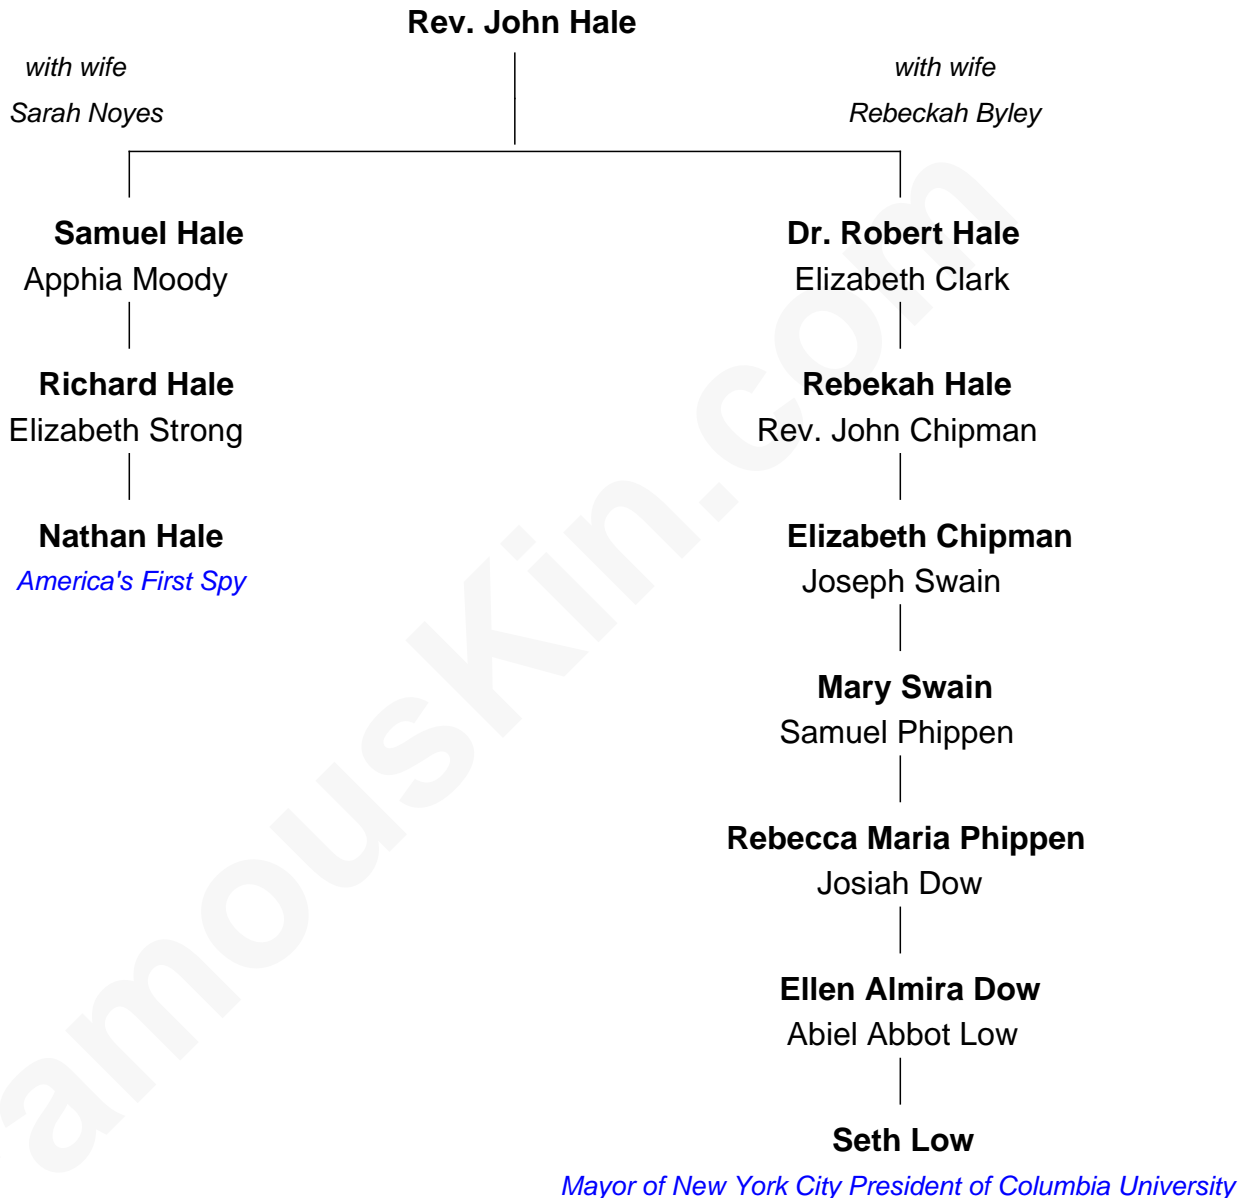 Rev. John Hale
with wife
Sarah Noyes
with wife
Rebeckah Byley
Samuel Hale
Apphia Moody
Dr. Robert Hale
Elizabeth Clark
Richard Hale
Elizabeth Strong
Rebekah Hale
Rev. John Chipman
Nathan Hale
America's First Spy
Elizabeth Chipman
Joseph Swain
Mary Swain
Samuel Phippen
Rebecca Maria Phippen
Josiah Dow
Ellen Almira Dow
Abiel Abbot Low
Seth Low
Mayor of New York City President of Columbia University
amousKin.com